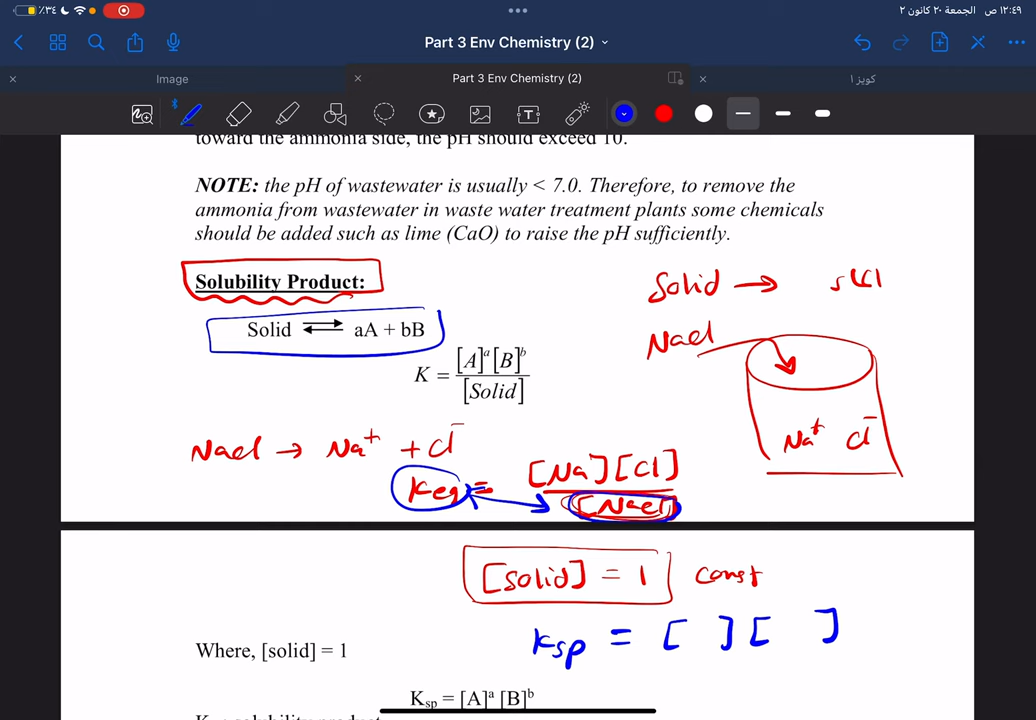 ٪٣٤
١٢:٤٩ ص الجمعة ٢٠ كانون ٢
Part 3 Env Chemistry (2)
Image
Part 3 Env Chemistry (2)
كويز ١
toward the ammonia side, the pH should exceed 10.
NOTE: the pH of wastewater is usually < 7.0. Therefore, to remove the
ammonia from wastewater in waste water treatment plants some chemicals
should be added such as lime (CaO) to raise the pH sufficiently.
Solubility Product:
Solid →
Solid ⇌ aA + bB
NaCl
K = [A]ᵃ[B]ᵇ / [Solid]
Na⁺ Cl⁻
NaCl → Na⁺ + Cl⁻
Keq = [Na][Cl] / [NaCl]
[Solid] = 1 const
Ksp = [ ] [ ]
Where, [solid] = 1
Kₛₚ = [A]ᵃ [B]ᵇ